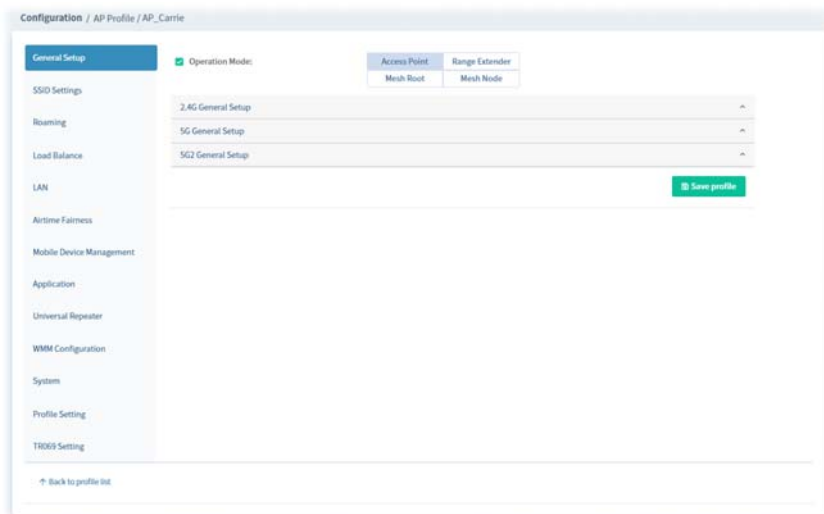 Configuration / AP Profile / AP_Carrie
General Setup
SSID Settings
Roaming
Load Balance
LAN
Airtime Fairness
Mobile Device Management
Application
Universal Repeater
WMM Configuration
System
Profile Setting
TR069 Setting
Operation Mode:
Access Point Range Extender
Mesh Root Mesh Node
2.4G General Setup
5G General Setup
5G2 General Setup
Save profile
Back to profile list